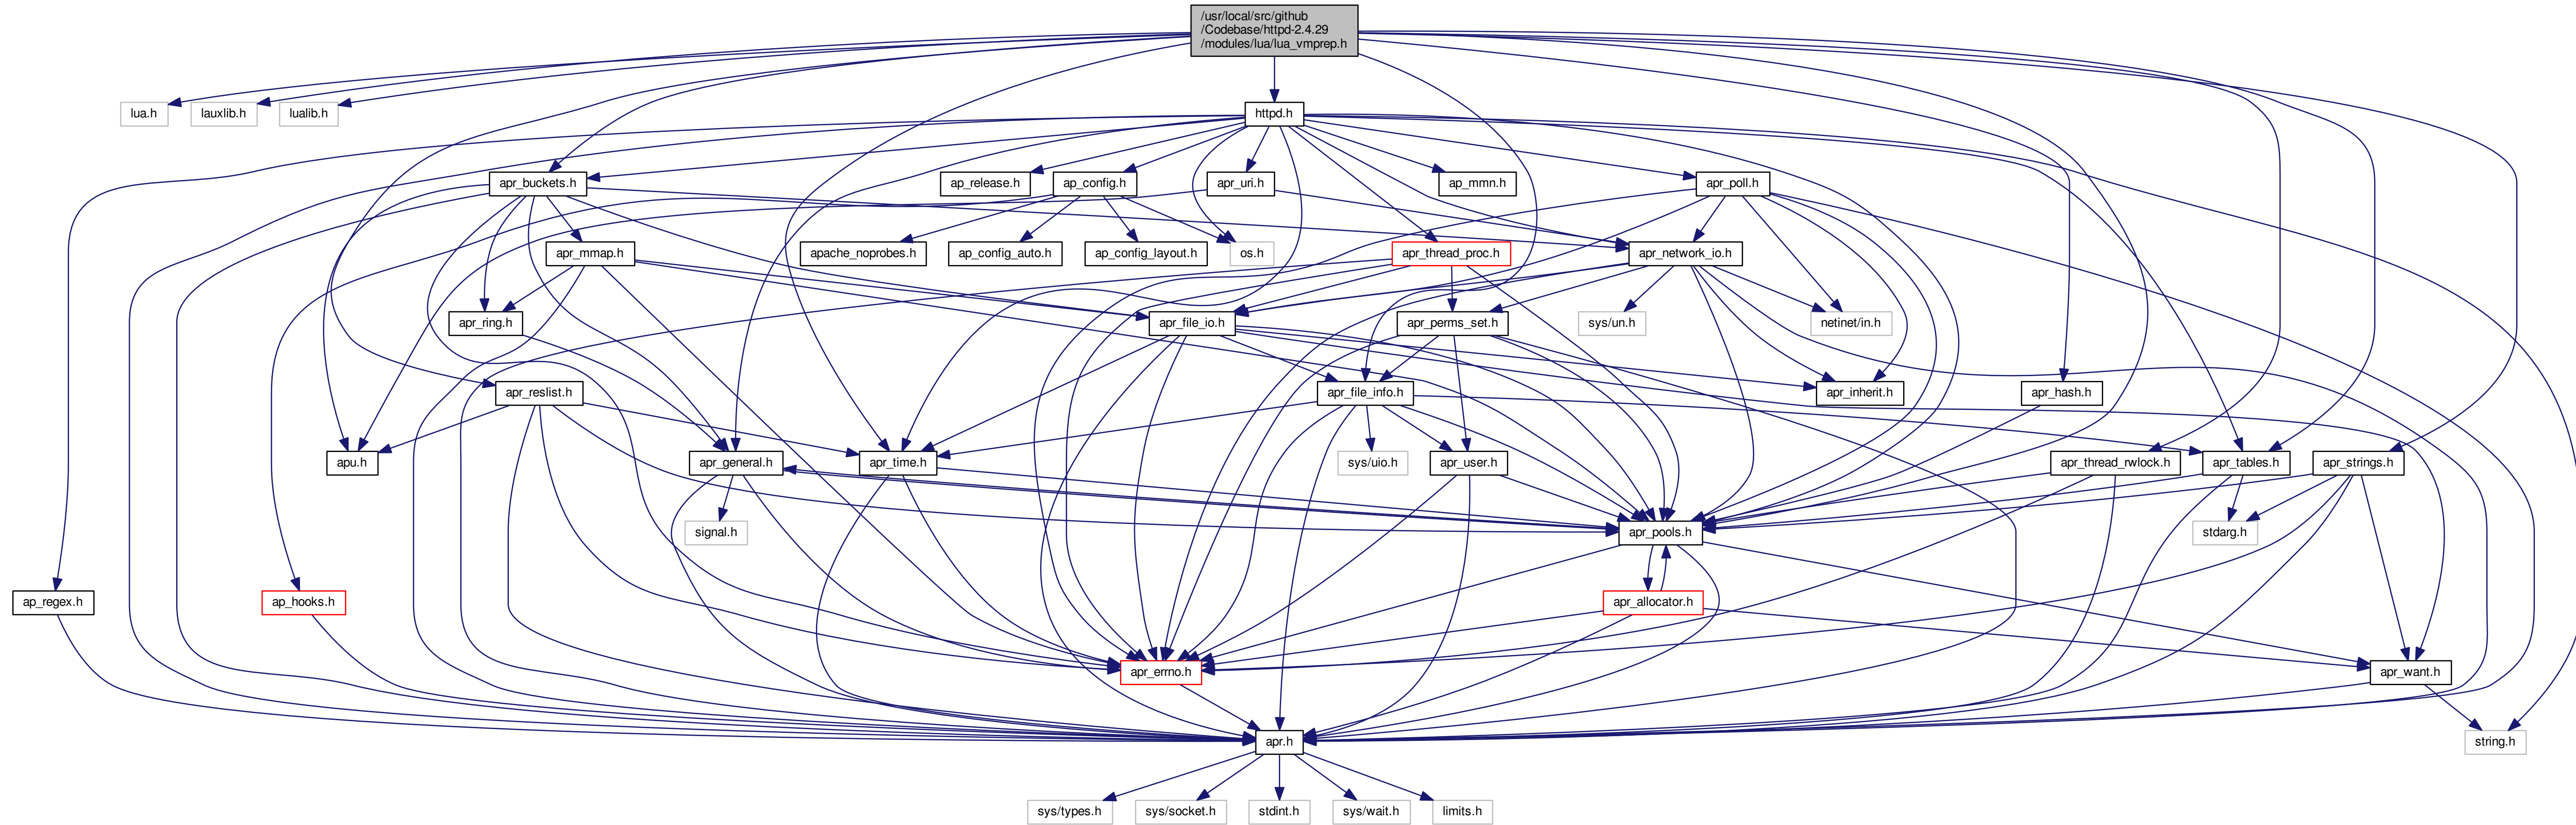 /usr/local/src/github
/Codebase/httpd-2.4.29
/modules/lua/lua_vmprep.h
lua.h
lauxlib.h
lualib.h
httpd.h
apr_buckets.h
ap_release.h
ap_config.h
apr_uri.h
ap_mmn.h
apr_poll.h
apr_mmap.h
apache_noprobes.h
ap_config_auto.h
ap_config_layout.h
os.h
apr_thread_proc.h
apr_network_io.h
apr_ring.h
apr_file_io.h
apr_perms_set.h
sys/un.h
netinet/in.h
apr_reslist.h
apr_file_info.h
apr_inherit.h
apr_hash.h
apu.h
apr_general.h
apr_time.h
sys/uio.h
apr_user.h
apr_thread_rwlock.h
apr_tables.h
apr_strings.h
signal.h
apr_pools.h
stdarg.h
ap_regex.h
ap_hooks.h
apr_allocator.h
apr_errno.h
apr_want.h
apr.h
string.h
sys/types.h
sys/socket.h
stdint.h
sys/wait.h
limits.h